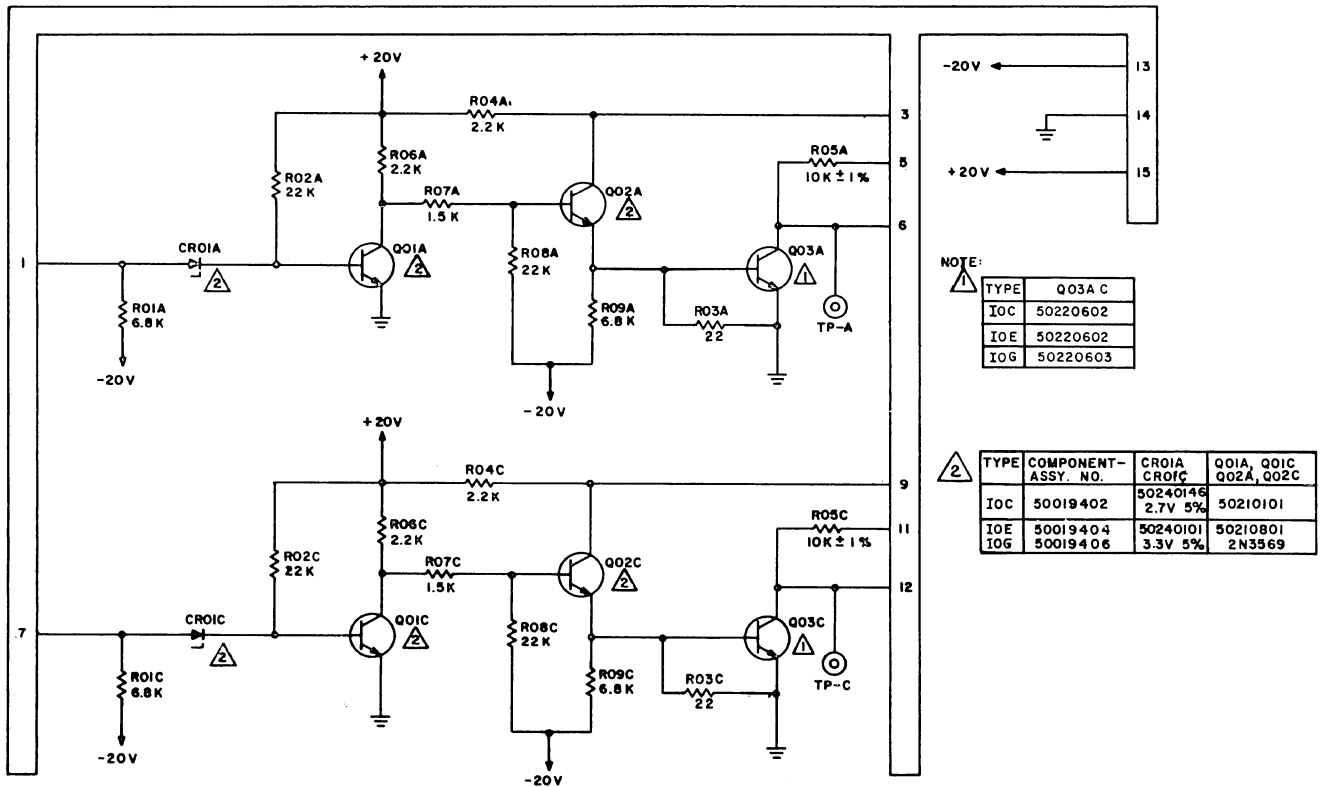 +20V
R04A
2.2K
3
R06A
2.2K
R02A
22K
R07A
1.5K
Q02A
2
R05A
10K ± 1%
5
6
1
CR01A
2
Q01A
2
R08A
22K
Q03A
1
R01A
6.8K
R09A
6.8K
R03A
22
TP-A
-20V
-20V
+20V
R04C
2.2K
9
R06C
2.2K
R02C
22K
R07C
1.5K
Q02C
2
R05C
10K ± 1%
11
12
7
CR01C
2
Q01C
2
R08C
22K
Q03C
1
R01C
6.8K
R09C
6.8K
R03C
22
TP-C
-20V
-20V
-20V 13
14
+20V 15
NOTE:
1
TYPE Q03A C
IOC 50220602
IOE 50220602
IOG 50220603
2
TYPE COMPONENT- CR01A Q01A, Q01C
ASSY. NO. CR01C Q02A, Q02C
IOC 50019402 50240146 50210101
2.7V 5%
IOE 50019404 50240101 50210801
IOG 50019406 3.3V 5% 2N3569